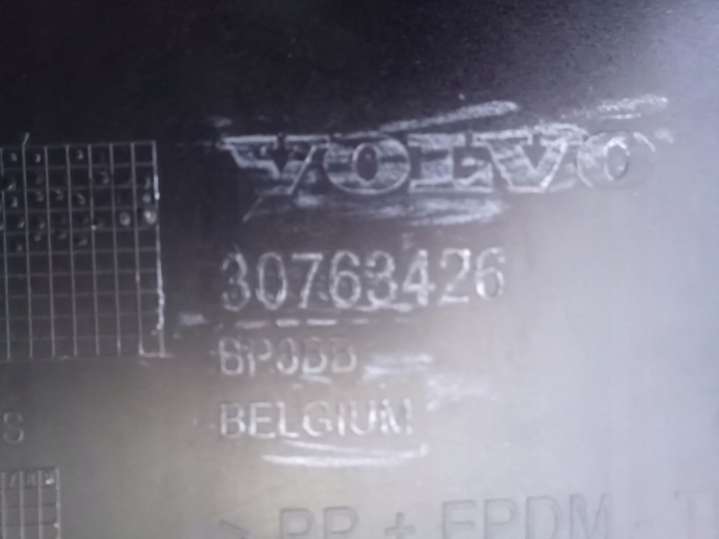 VOLVO
30763426
BELGIUM
S
> PP + EPDM - T